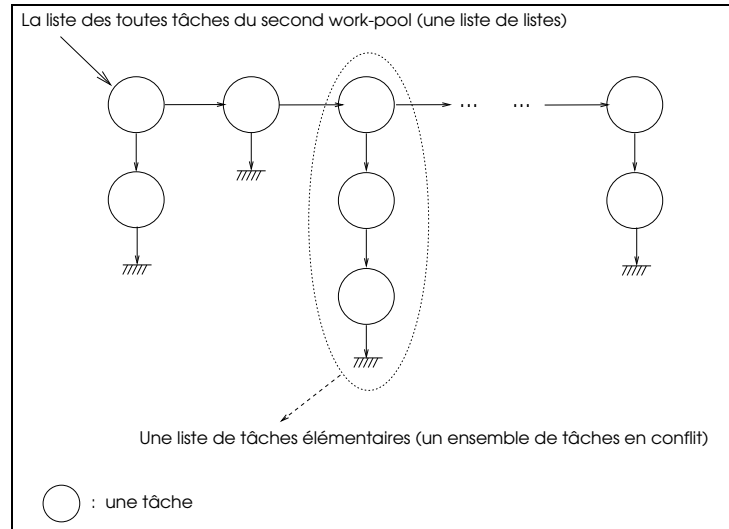 La liste des toutes tâches du second work-pool (une liste de listes)
... ...
Une liste de tâches élémentaires (un ensemble de tâches en conflit)
: une tâche